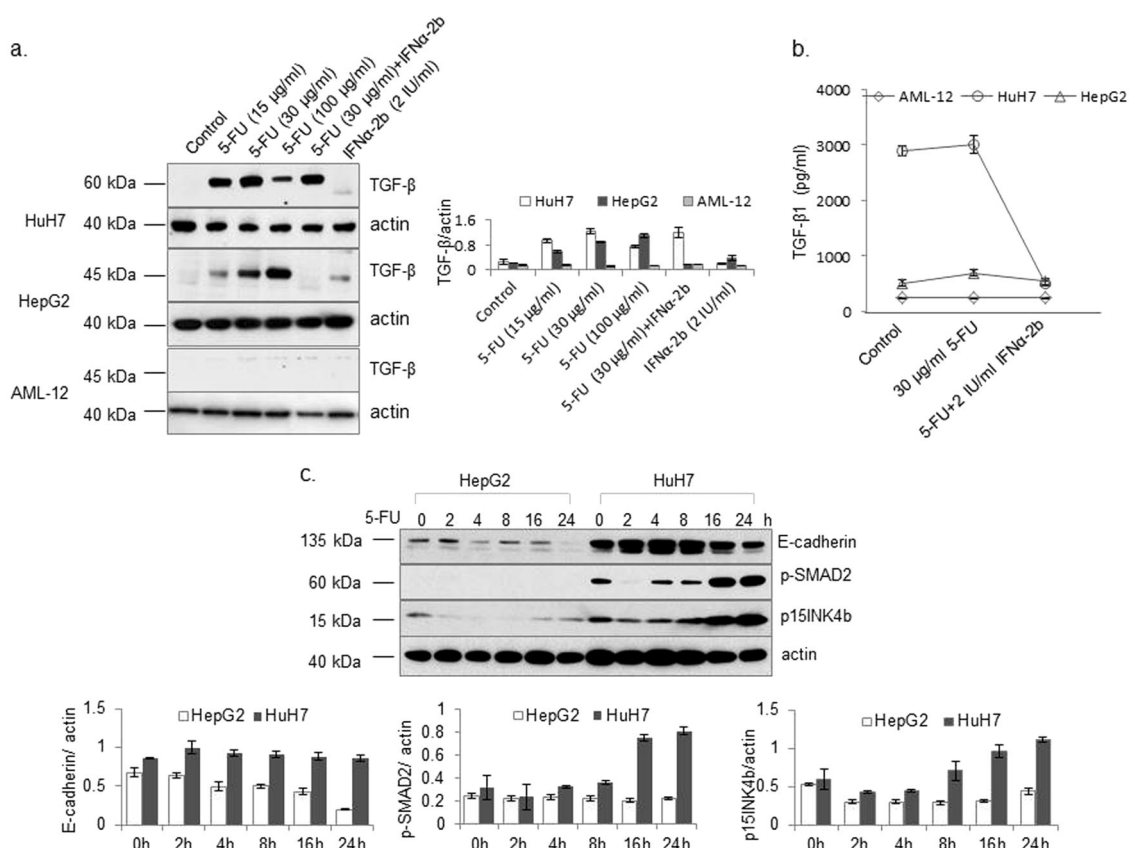 a.
Control
5-FU (15 µg/ml)
5-FU (30 µg/ml)
5-FU (100 µg/ml)
5-FU (30 µg/ml)+IFNα-2b
IFNα-2b (2 IU/ml)
60 kDa
TGF-β
HuH7
40 kDa
actin
45 kDa
TGF-β
HepG2
40 kDa
actin
45 kDa
TGF-β
AML-12
40 kDa
actin
HuH7 HepG2 AML-12
TGF-β/actin
1.6
0.8
0
Control
5-FU (15 µg/ml)
5-FU (30 µg/ml)
5-FU (100 µg/ml)
5-FU (30 µg/ml)+IFNα-2b
IFNα-2b (2 IU/ml)
b.
AML-12 HuH7 HepG2
TGF-β1
(pg/ml)
4000
3000
2000
1000
0
Control
30 µg/ml 5-FU
5-FU+2 IU/ml IFNα-2b
c.
HepG2 HuH7
5-FU 0 2 4 8 16 24 0 2 4 8 16 24 h
135 kDa E-cadherin
60 kDa p-SMAD2
15 kDa p15INK4b
40 kDa actin
E-cadherin/ actin
1.5
1
0.5
0
HepG2 HuH7
0h 2h 4h 8h 16h 24h
p-SMAD2/ actin
1
0.8
0.6
0.4
0.2
0
HepG2 HuH7
0h 2h 4h 8h 16h 24h
p15INK4b/actin
1.5
1
0.5
0
HepG2 HuH7
0h 2h 4h 8h 16h 24h